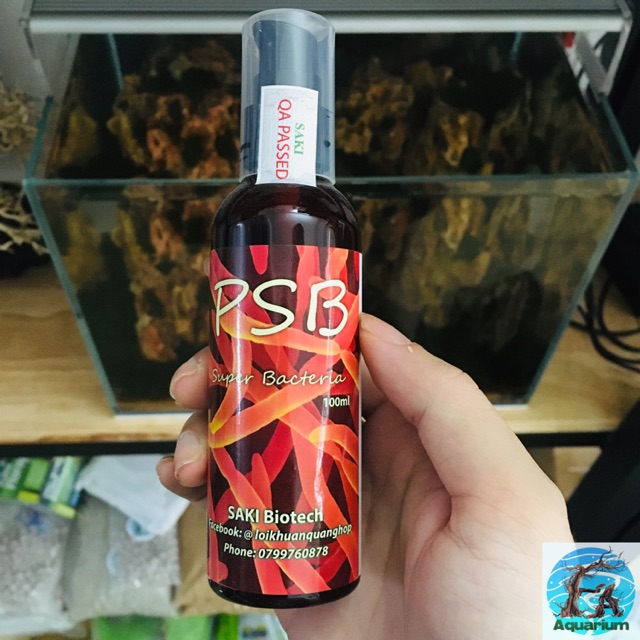 SAKI
QA PASSED
PSB
Super Bacteria
100ml
SAKI Biotech
Facebook: @ loikhuanquanghop
Phone: 0799760878
Aquarium